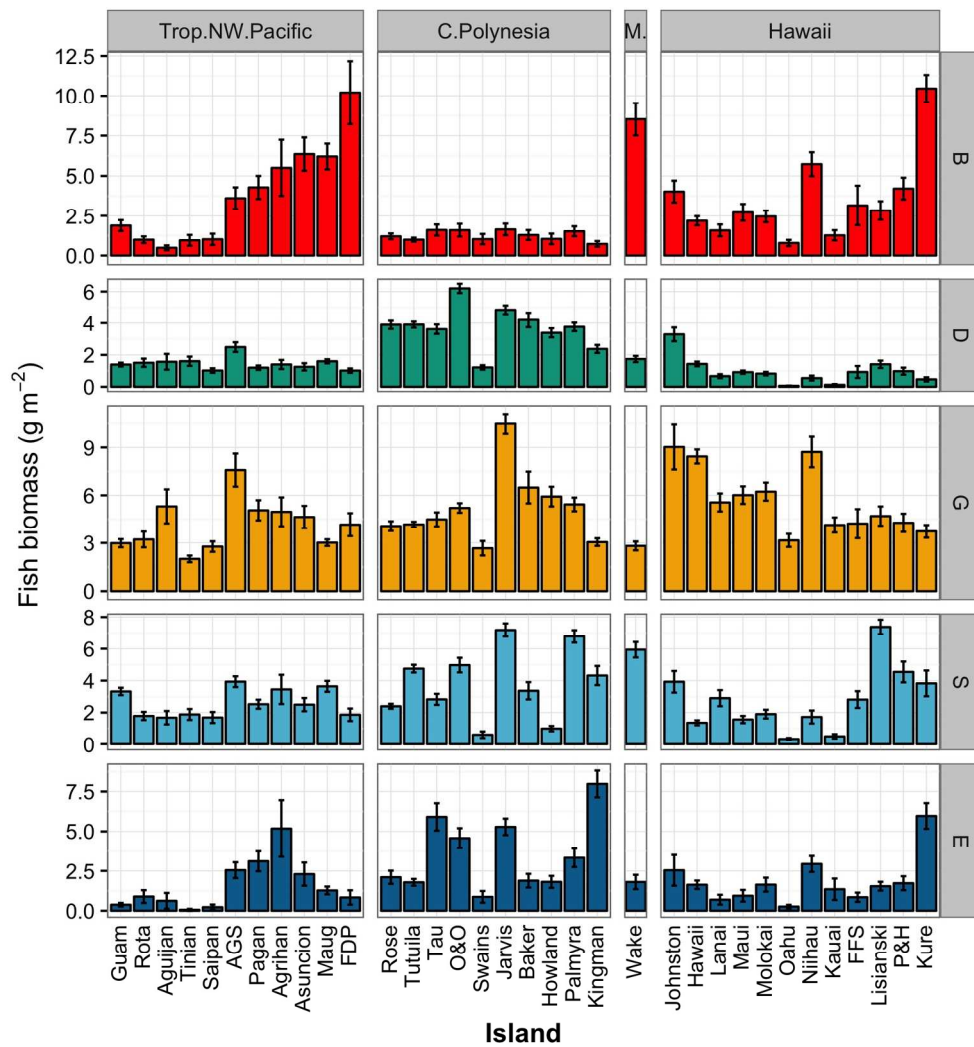 Trop.NW.Pacific C.Polynesia M. Hawaii
Fish biomass (g m⁻²)
12.5
10.0
7.5
5.0
2.5
0.0
B
6
4
2
0
D
9
6
3
0
G
8
6
4
2
0
S
7.5
5.0
2.5
0.0
E
Guam
Rota
Aguijan
Tinian
Saipan
AGS
Pagan
Agrihan
Asuncion
Maug
FDP
Rose
Tutuila
Tau
O&O
Swains
Jarvis
Baker
Howland
Palmyra
Kingman
Wake
Johnston
Hawaii
Lanai
Maui
Molokai
Oahu
Niihau
Kauai
FFS
Lisianski
P&H
Kure
Island